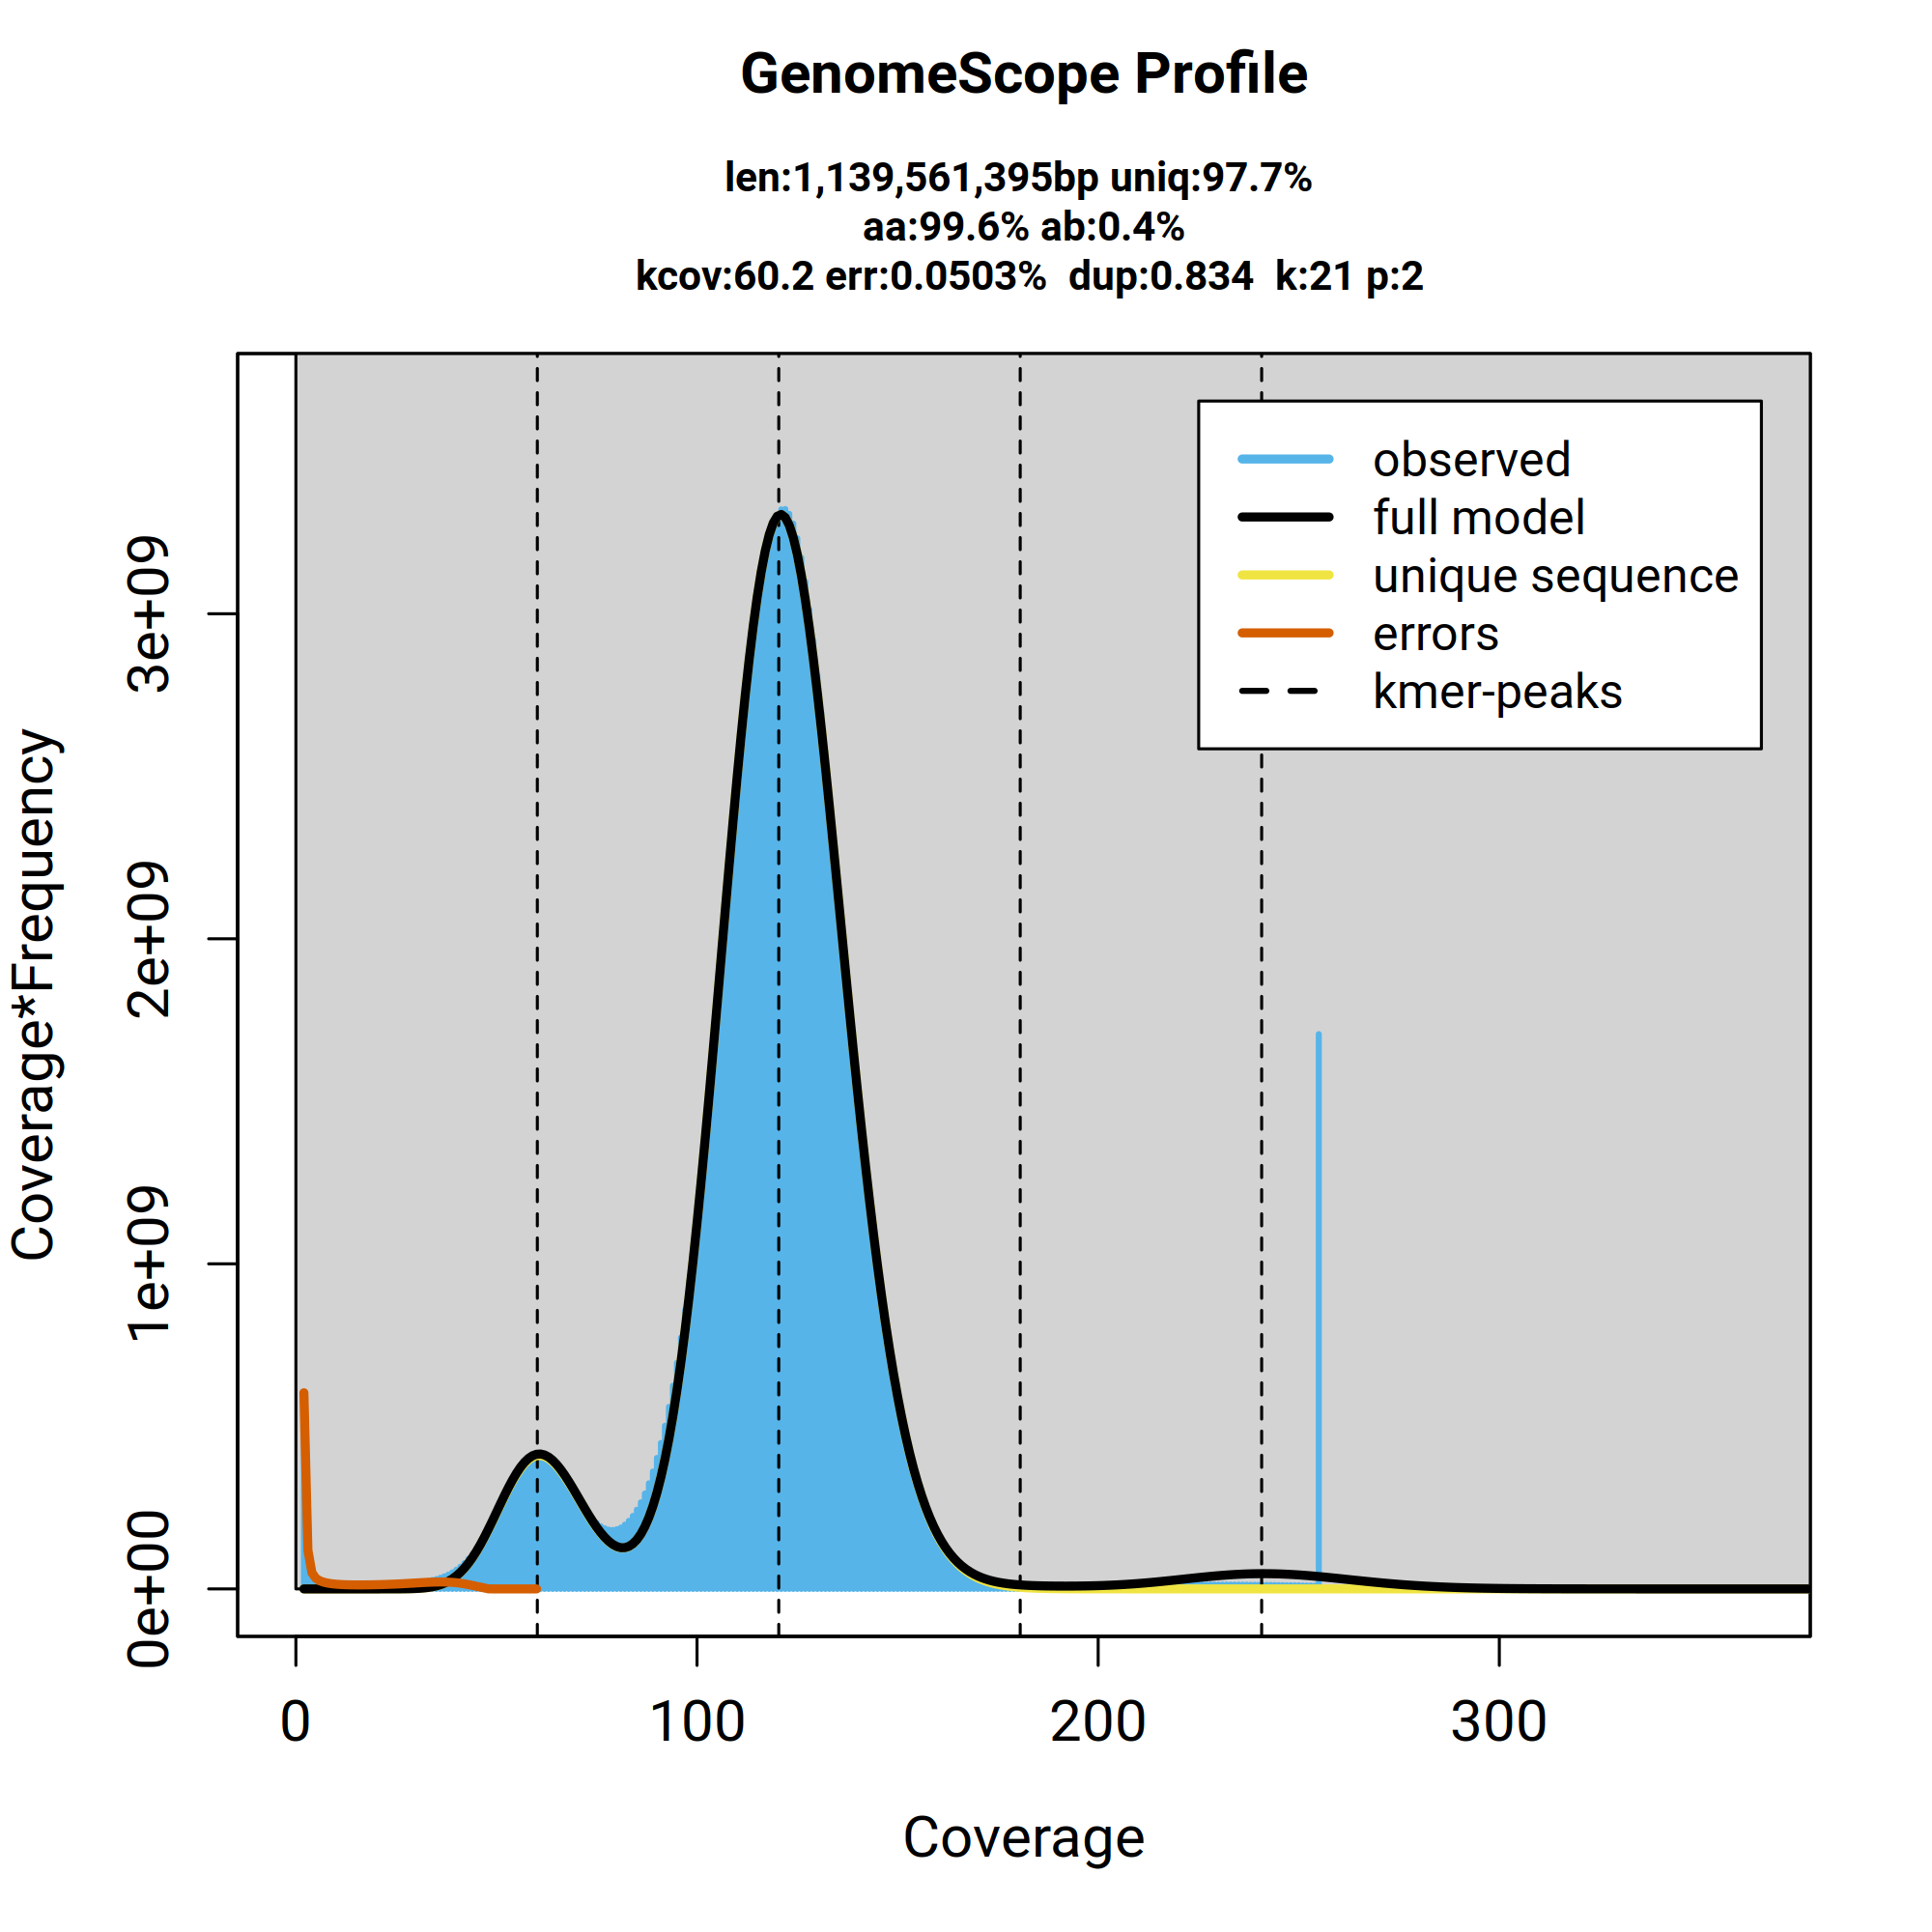 GenomeScope Profile
len:1,139,561,395bp uniq:97.7%
aa:99.6% ab:0.4%
kcov:60.2 err:0.0503% dup:0.834 k:21 p:2
observed
full model
unique sequence
errors
kmer-peaks
Coverage*Frequency
3e+09
2e+09
1e+09
0e+00
0 100 200 300
Coverage